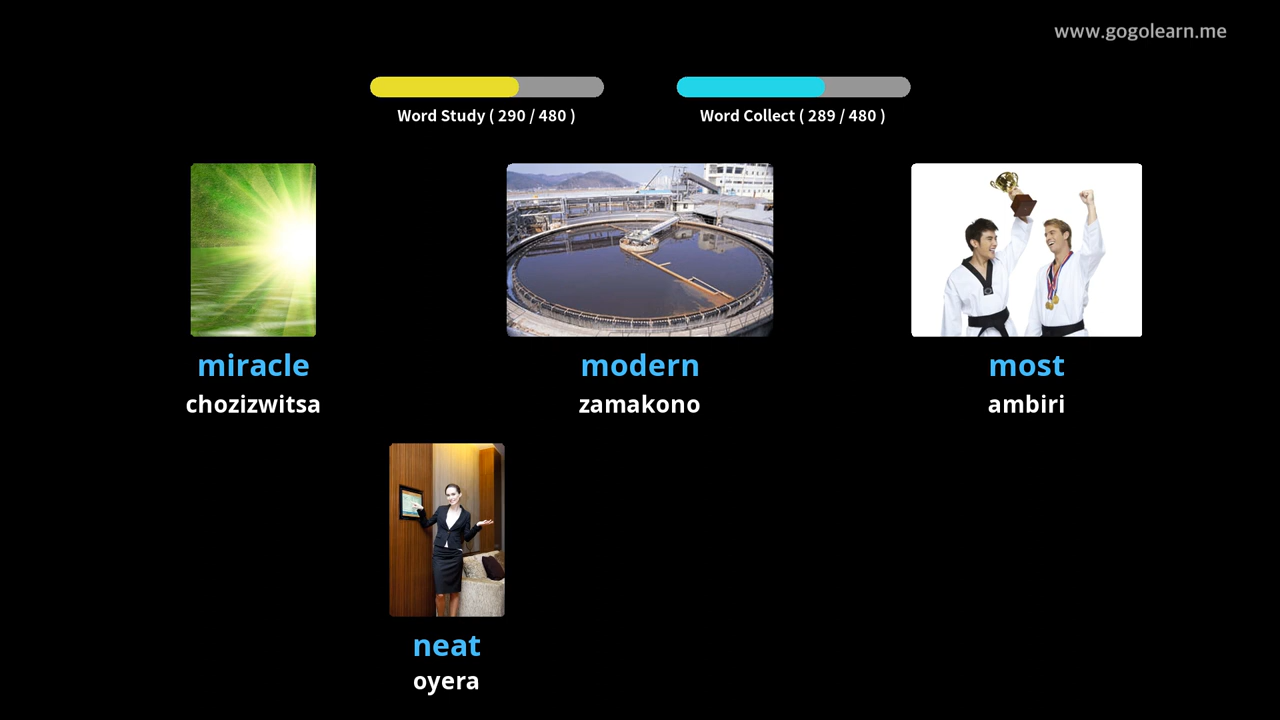 www.gogolearn.me
Word Study ( 290 / 480 )
Word Collect ( 289 / 480 )
miracle
chozizwitsa
modern
zamakono
most
ambiri
neat
oyera